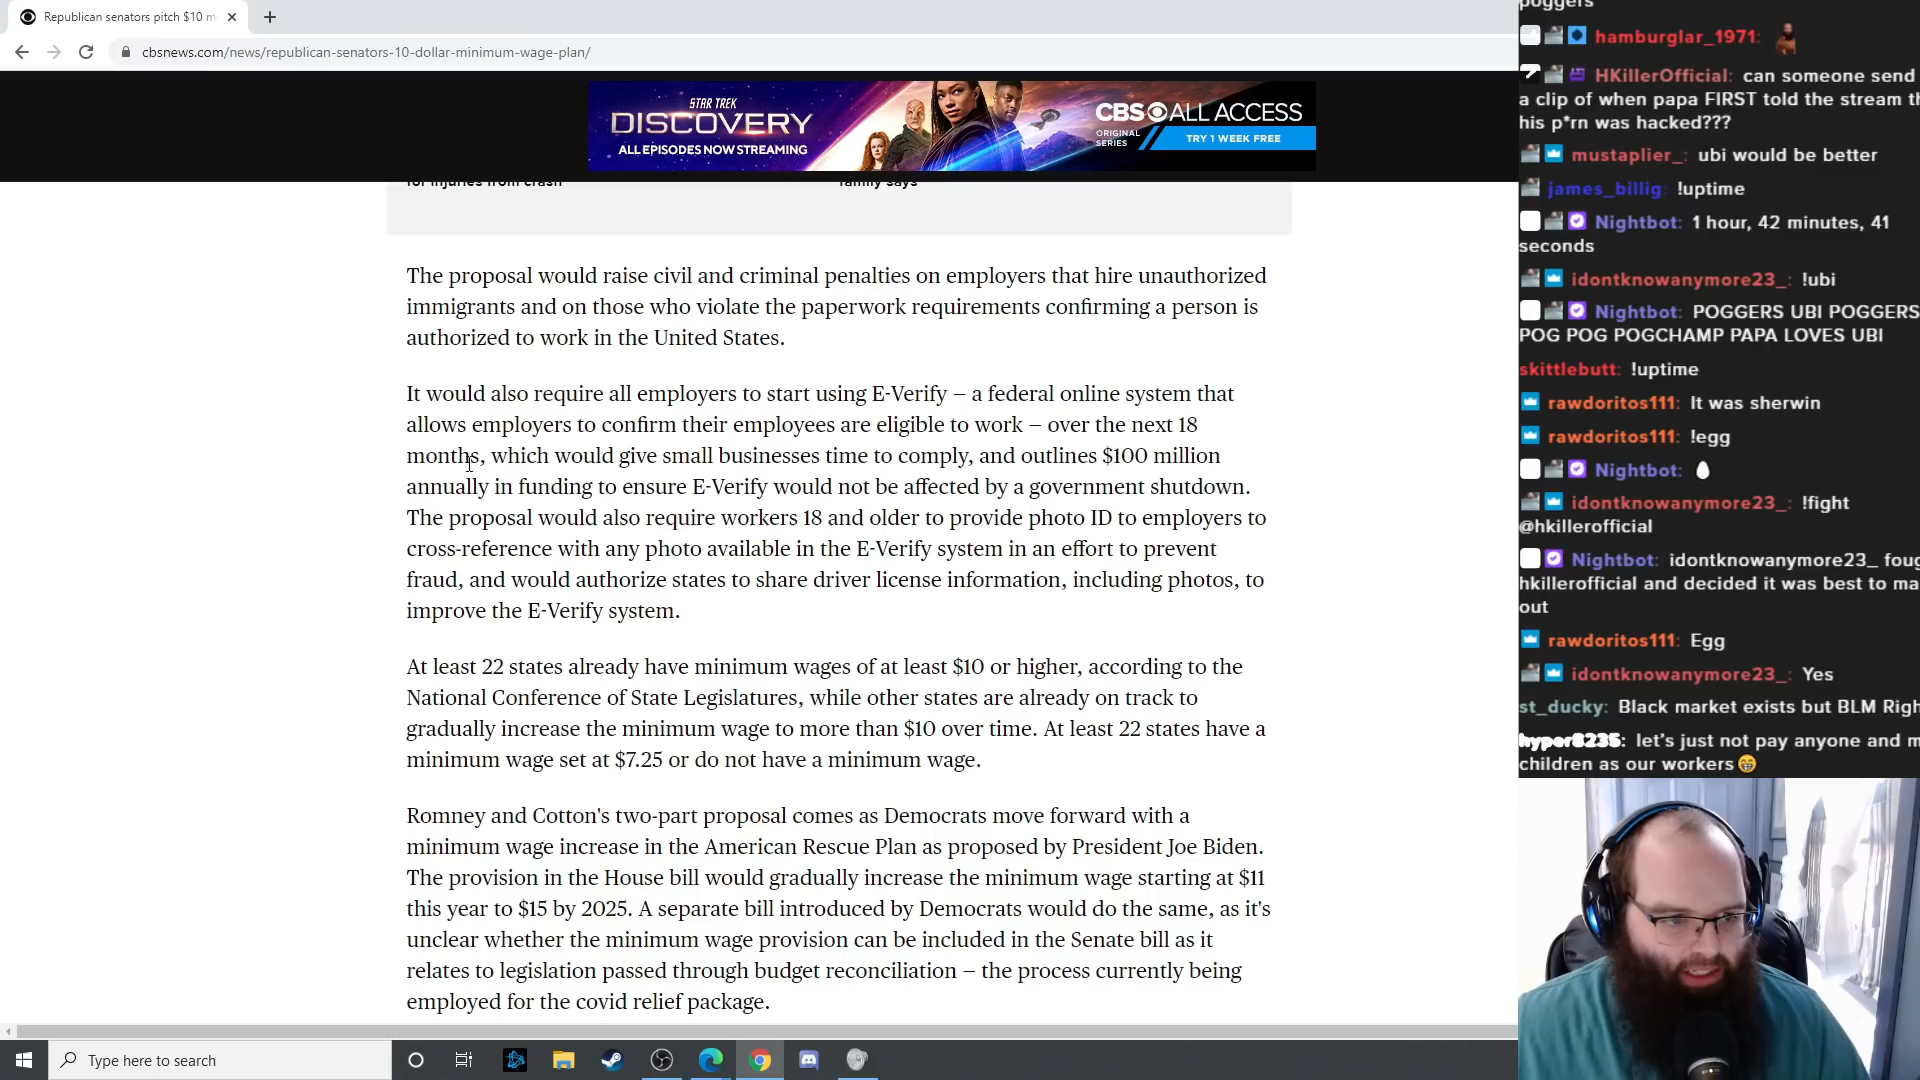 Republican senators pitch $10 m
cbsnews.com/news/republican-senators-10-dollar-minimum-wage-plan/
STAR TREK
DISCOVERY
ALL EPISODES NOW STREAMING
CBS ALL ACCESS
ORIGINAL
SERIES
TRY 1 WEEK FREE
for injuries from crash
family says
The proposal would raise civil and criminal penalties on employers that hire unauthorized
immigrants and on those who violate the paperwork requirements confirming a person is
authorized to work in the United States.
It would also require all employers to start using E-Verify — a federal online system that
allows employers to confirm their employees are eligible to work — over the next 18
months, which would give small businesses time to comply, and outlines $100 million
annually in funding to ensure E-Verify would not be affected by a government shutdown.
The proposal would also require workers 18 and older to provide photo ID to employers to
cross-reference with any photo available in the E-Verify system in an effort to prevent
fraud, and would authorize states to share driver license information, including photos, to
improve the E-Verify system.
At least 22 states already have minimum wages of at least $10 or higher, according to the
National Conference of State Legislatures, while other states are already on track to
gradually increase the minimum wage to more than $10 over time. At least 22 states have a
minimum wage set at $7.25 or do not have a minimum wage.
Romney and Cotton's two-part proposal comes as Democrats move forward with a
minimum wage increase in the American Rescue Plan as proposed by President Joe Biden.
The provision in the House bill would gradually increase the minimum wage starting at $11
this year to $15 by 2025. A separate bill introduced by Democrats would do the same, as it's
unclear whether the minimum wage provision can be included in the Senate bill as it
relates to legislation passed through budget reconciliation — the process currently being
employed for the covid relief package.
Type here to search
poggers
hamburglar_1971:
HKillerOfficial: can someone send
a clip of when papa FIRST told the stream th
his p*rn was hacked???
mustaplier_: ubi would be better
james_billig: !uptime
Nightbot: 1 hour, 42 minutes, 41
seconds
idontknowanymore23_: !ubi
Nightbot: POGGERS UBI POGGERS
POG POG POGCHAMP PAPA LOVES UBI
skittlebutt: !uptime
rawdoritos111: It was sherwin
rawdoritos111: !egg
Nightbot:
idontknowanymore23_: !fight
@hkillerofficial
Nightbot: idontknowanymore23_ foug
hkillerofficial and decided it was best to ma
out
rawdoritos111: Egg
idontknowanymore23_: Yes
st_ducky: Black market exists but BLM Righ
hyper8235: let's just not pay anyone and m
children as our workers😁